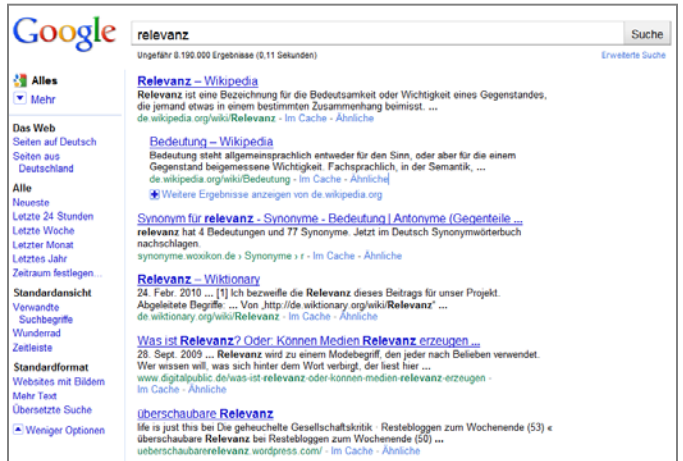 Google
relevanz
Suche
Ungefähr 8.190.000 Ergebnisse (0,11 Sekunden)
Erweiterte Suche
Alles
Mehr
Das Web
Seiten auf Deutsch
Seiten aus
Deutschland
Alle
Neueste
Letzte 24 Stunden
Letzte Woche
Letzter Monat
Letztes Jahr
Zeitraum festlegen...
Standardansicht
Verwandte
Suchbegriffe
Wunderrad
Zeitleiste
Standardformat
Websites mit Bildern
Mehr Text
Übersetzte Suche
Weniger Optionen
Relevanz – Wikipedia
Relevanz ist eine Bezeichnung für die Bedeutsamkeit oder Wichtigkeit eines Gegenstandes,
die jemand etwas in einem bestimmten Zusammenhang beimisst. ...
de.wikipedia.org/wiki/Relevanz - Im Cache - Ähnliche
Bedeutung – Wikipedia
Bedeutung steht allgemeinsprachlich entweder für den Sinn, oder aber für die einem
Gegenstand beigemessene Wichtigkeit. Fachsprachlich, in der Semantik, ...
de.wikipedia.org/wiki/Bedeutung - Im Cache - Ähnliche
Weitere Ergebnisse anzeigen von de.wikipedia.org
Synonym für relevanz - Synonyme - Bedeutung | Antonyme (Gegenteile ...
relevanz hat 4 Bedeutungen und 77 Synonyme. Jetzt im Deutsch Synonymwörterbuch
nachschlagen.
synonyme.woxikon.de › Synonyme › r - Im Cache - Ähnliche
Relevanz – Wiktionary
24. Febr. 2010 ... [1] Ich bezweifle die Relevanz dieses Beitrags für unser Projekt.
Abgeleitete Begriffe: ... Von „http://de.wiktionary.org/wiki/Relevanz“ ...
de.wiktionary.org/wiki/Relevanz - Im Cache - Ähnliche
Was ist Relevanz? Oder: Können Medien Relevanz erzeugen ...
28. Sept. 2009 ... Relevanz wird zu einem Modebegriff, den jeder nach Belieben verwendet.
Wer wissen will, was sich hinter dem Wort verbirgt, der liest hier ...
www.digitalpublic.de/was-ist-relevanz-oder-konnen-medien-relevanz-erzeugen -
Im Cache - Ähnliche
überschaubare Relevanz
life is just this bei Die geheuchelte Gesellschaftskritik · Restebloggen zum Wochenende (53) «
überschaubare Relevanz bei Restebloggen zum Wochenende (50) ...
ueberschaubarerelevanz.wordpress.com/ - Im Cache - Ähnliche